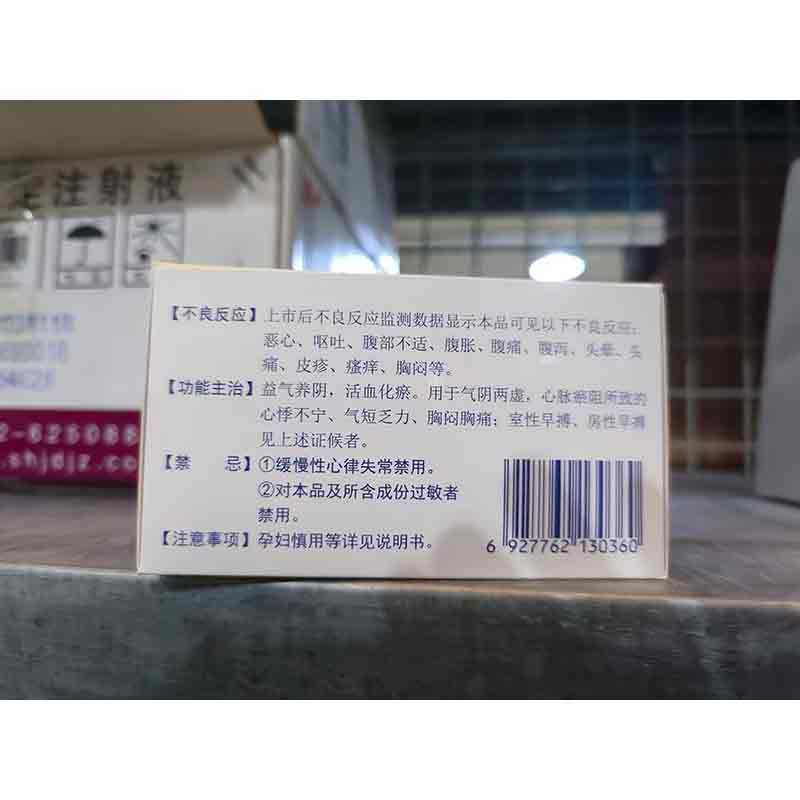 注射液
2-625088
.shjdjz.co
【不良反应】上市后不良反应监测数据显示本品可见以下不良反应:
恶心、呕吐、腹部不适、腹胀、腹痛、腹泻、头晕、头
痛、皮疹、瘙痒、胸闷等。
【功能主治】益气养阴,活血化瘀。用于气阴两虚,心脉瘀阻所致的
心悸不宁、气短乏力、胸闷胸痛;室性早搏、房性早搏
见上述证候者。
【禁 忌】①缓慢性心律失常禁用。
②对本品及所含成份过敏者
禁用。
【注意事项】孕妇慎用等详见说明书。
6 927762 130360